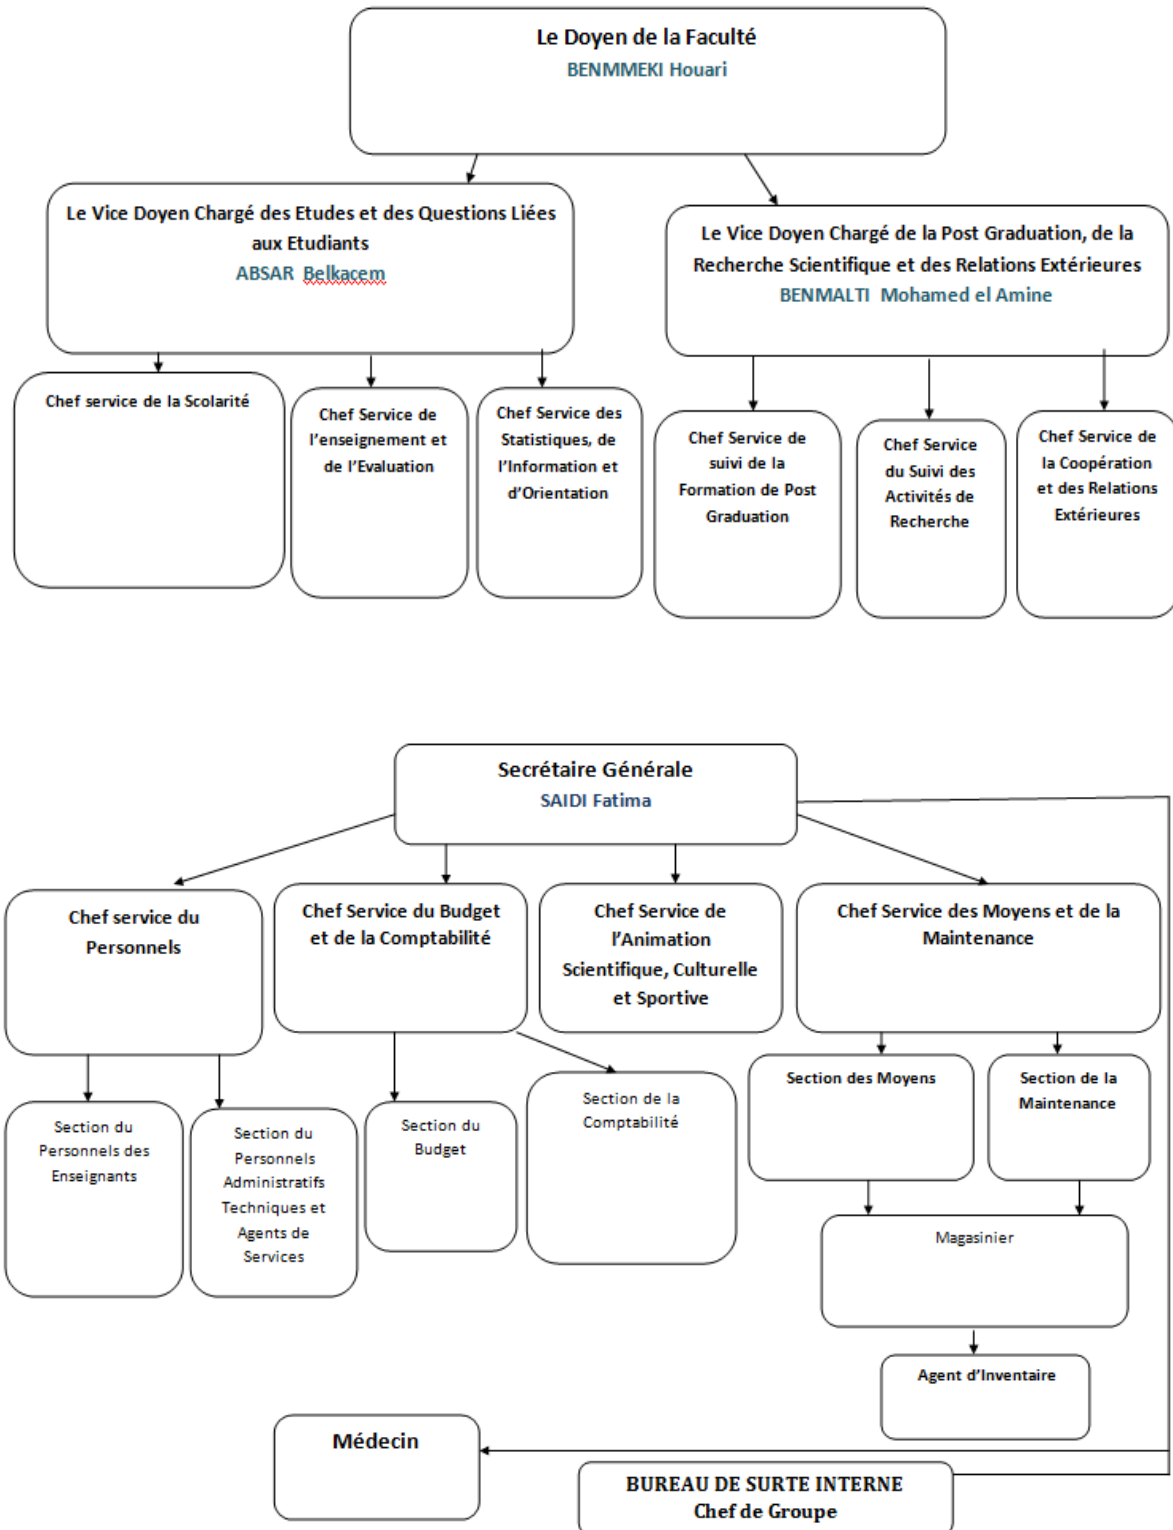 Le Doyen de la Faculté
BENMMEKI Houari
Le Vice Doyen Chargé des Etudes et des Questions Liées
aux Etudiants
ABSAR Belkacem
Le Vice Doyen Chargé de la Post Graduation, de la
Recherche Scientifique et des Relations Extérieures
BENMALTI Mohamed el Amine
Chef service de la Scolarité
Chef Service de
l'enseignement et
de l'Evaluation
Chef Service des
Statistiques, de
l'Information et
d'Orientation
Chef Service de
suivi de la
Formation de Post
Graduation
Chef Service
du Suivi des
Activités de
Recherche
Chef Service de
la Coopération
et des Relations
Extérieures
Secrétaire Générale
SAIDI Fatima
Chef service du
Personnels
Chef Service du Budget
et de la Comptabilité
Chef Service de
l'Animation
Scientifique, Culturelle
et Sportive
Chef Service des Moyens et de la
Maintenance
Section du
Personnels des
Enseignants
Section du
Personnels
Administratifs
Techniques et
Agents de
Services
Section du
Budget
Section de la
Comptabilité
Section des Moyens
Section de la
Maintenance
Magasinier
Agent d'Inventaire
Médecin
BUREAU DE SURTE INTERNE
Chef de Groupe